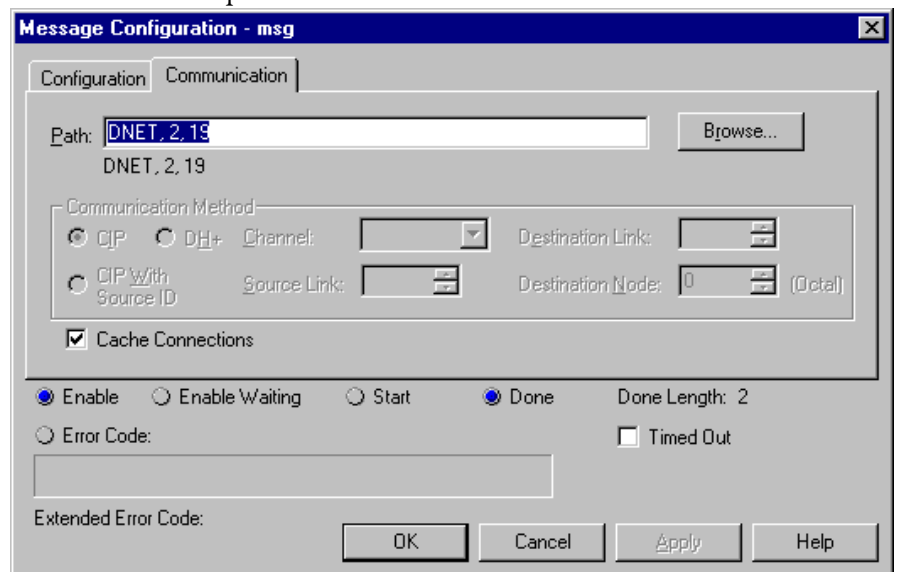 Message Configuration - msg
Configuration Communication
Path: DNET, 2, 19 Browse...
DNET, 2, 19
Communication Method
CIP DH+ Channel: Destination Link:
CIP With Source ID Source Link: Destination Node: 0 (Octal)
Cache Connections
Enable Enable Waiting Start Done Done Length: 2
Error Code: Timed Out
Extended Error Code:
OK Cancel Apply Help